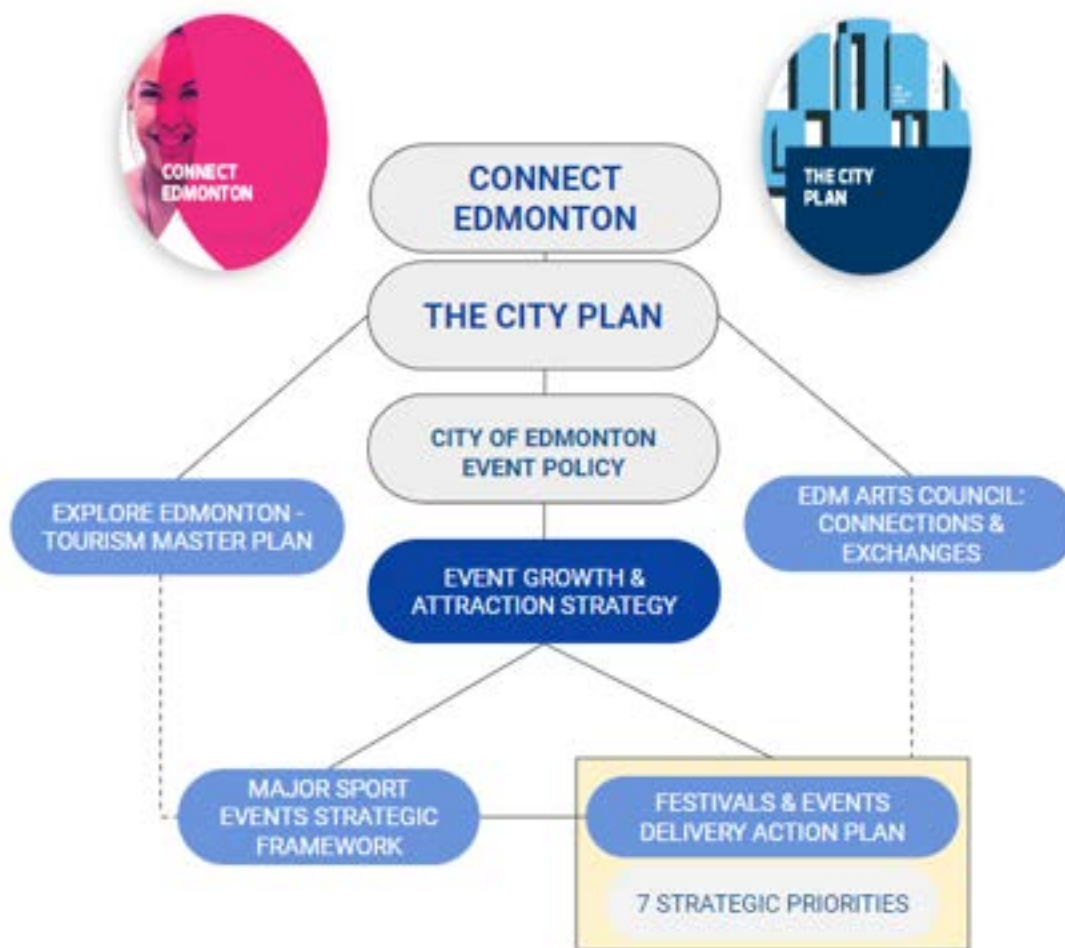 CONNECT
EDMONTON
THE CITY
PLAN
CONNECT
EDMONTON
THE CITY PLAN
CITY OF EDMONTON
EVENT POLICY
EXPLORE EDMONTON -
TOURISM MASTER PLAN
EDM ARTS COUNCIL:
CONNECTIONS &
EXCHANGES
EVENT GROWTH &
ATTRACTION STRATEGY
MAJOR SPORT
EVENTS STRATEGIC
FRAMEWORK
FESTIVALS & EVENTS
DELIVERY ACTION PLAN
7 STRATEGIC PRIORITIES